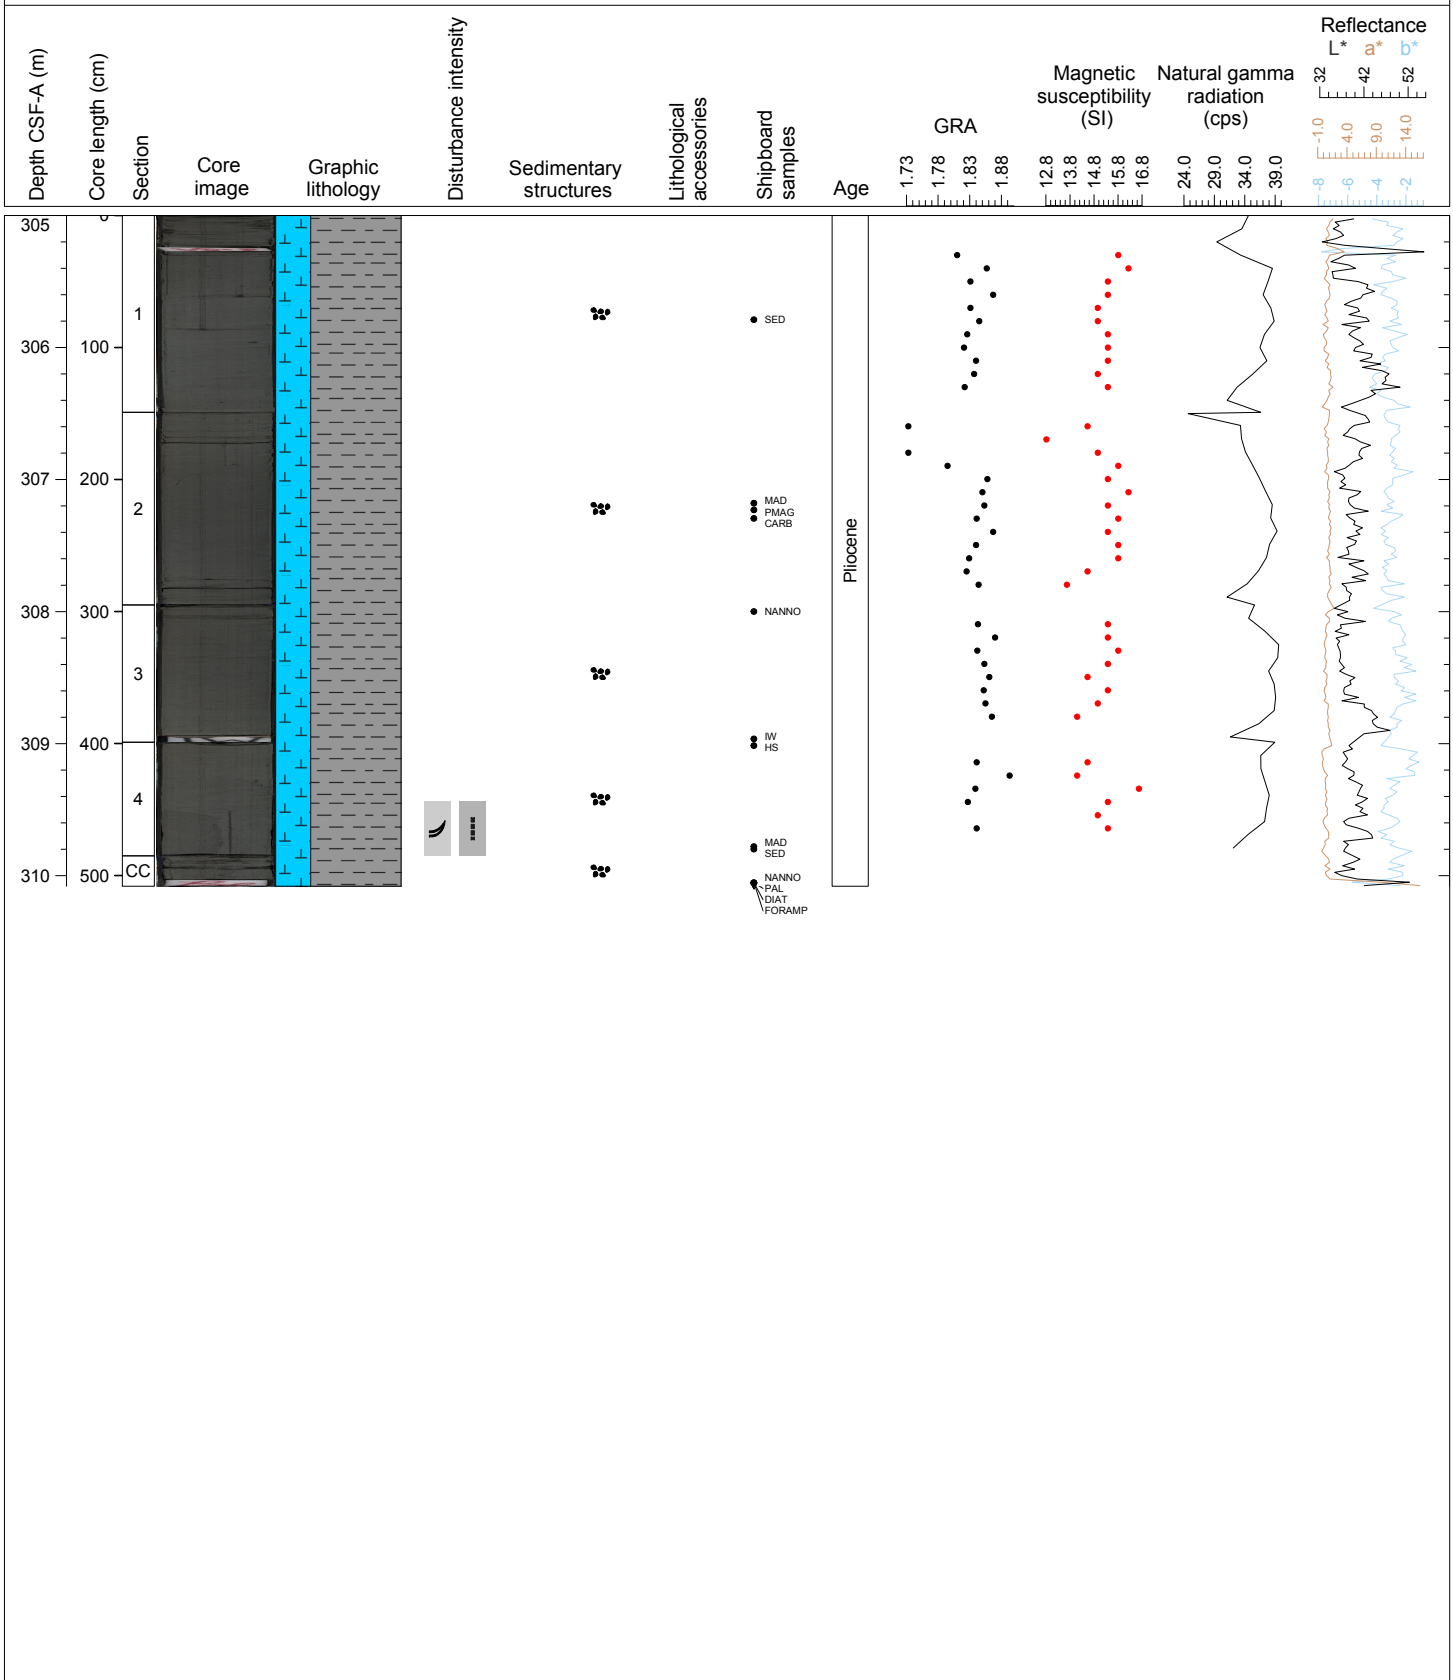 Depth CSF-A (m)
Core length (cm)
Section
Core
image
Graphic
lithology
Disturbance intensity
Sedimentary
structures
Lithological
accessories
Shipboard
samples
Age
GRA
1.73 1.78 1.83 1.88
Magnetic
susceptibility
(SI)
12.8 13.8 14.8 15.8 16.8
Natural gamma
radiation
(cps)
24.0 29.0 34.0 39.0
Reflectance
L* a* b*
32 42 52
-1.0 4.0 9.0 14.0
-8 -6 -4 -2
305
306
307
308
309
310
0
100
200
300
400
500
1
2
3
4
CC
SED
MAD
PMAG
CARB
NANNO
IW
HS
MAD
SED
NANNO
PAL
DIAT
FORAMP
Pliocene